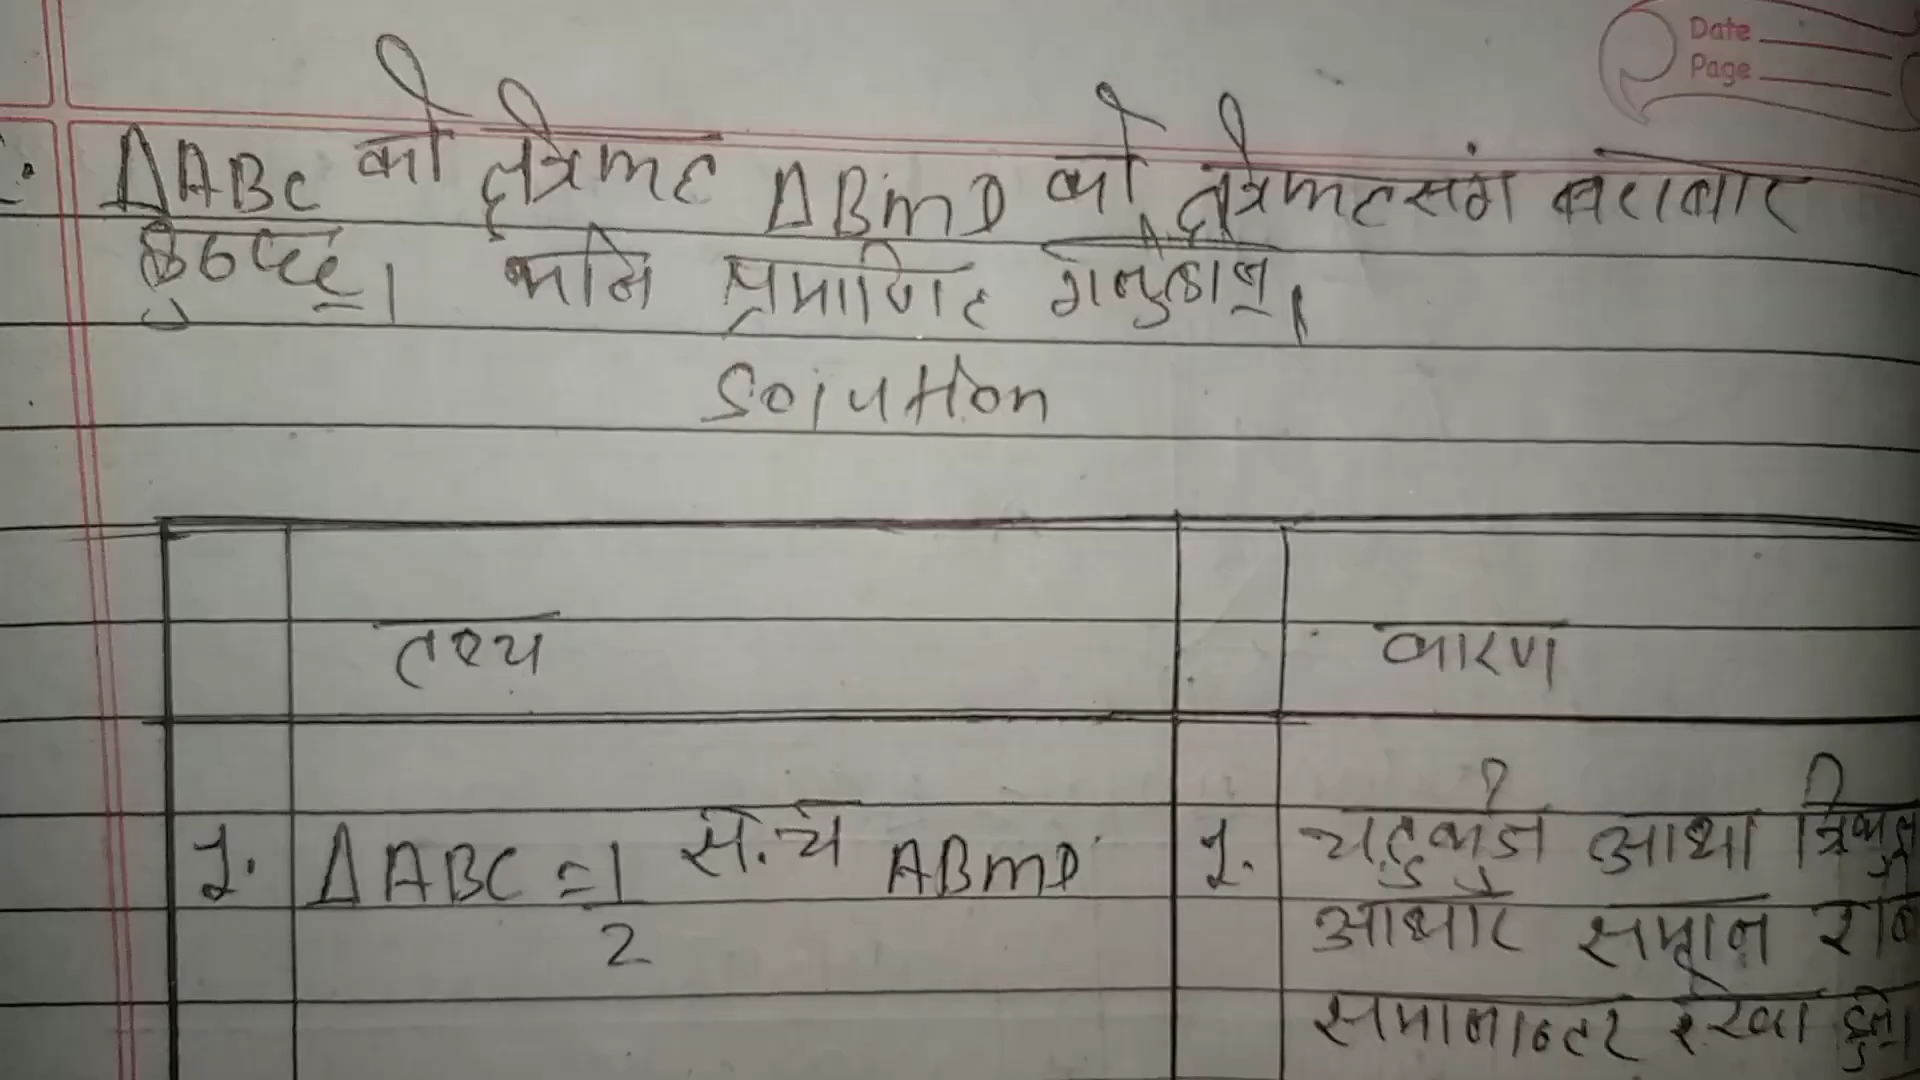 Date
Page
ΔABC को क्षेत्रफल ΔBMD को क्षेत्रफलसंग बराबर
हुन्छ। भनि प्रमाणित गर्नुहोस्।
Solution
तथ्य कारण
1. ΔABC = 1/2 स.च ABMD 1. चतुर्भुज आधा
आधार समान
समानान्तर रेखा हुने